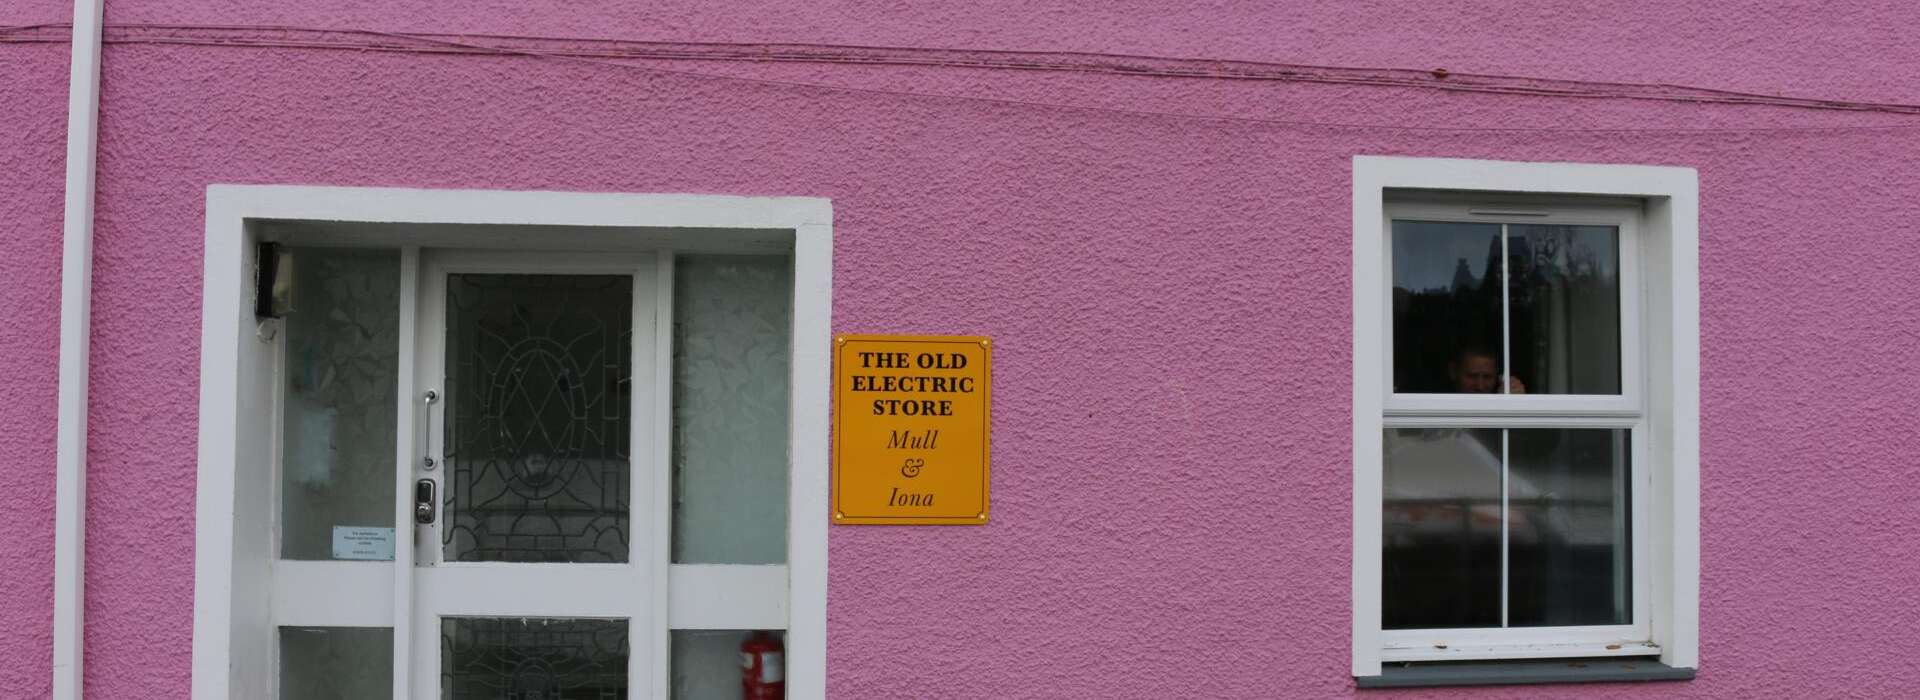 THE OLD
ELECTRIC
STORE
Mull
&
Iona